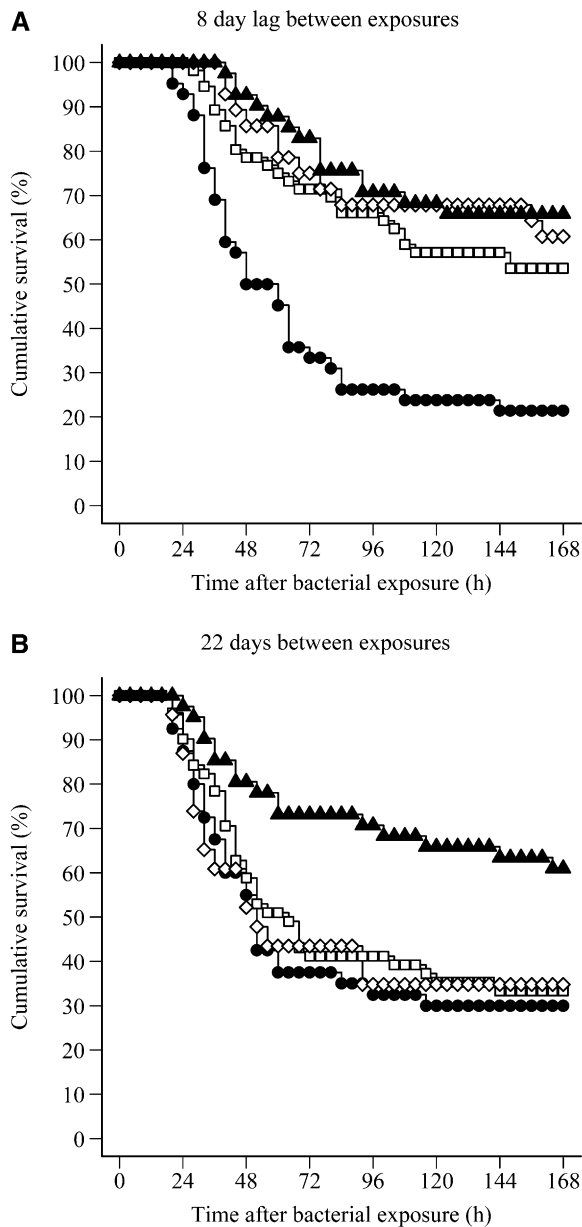 A
8 day lag between exposures
Cumulative survival (%)
100
90
80
70
60
50
40
30
20
10
0
0 24 48 72 96 120 144 168
Time after bacterial exposure (h)
B
22 days between exposures
Cumulative survival (%)
100
90
80
70
60
50
40
30
20
10
0
0 24 48 72 96 120 144 168
Time after bacterial exposure (h)